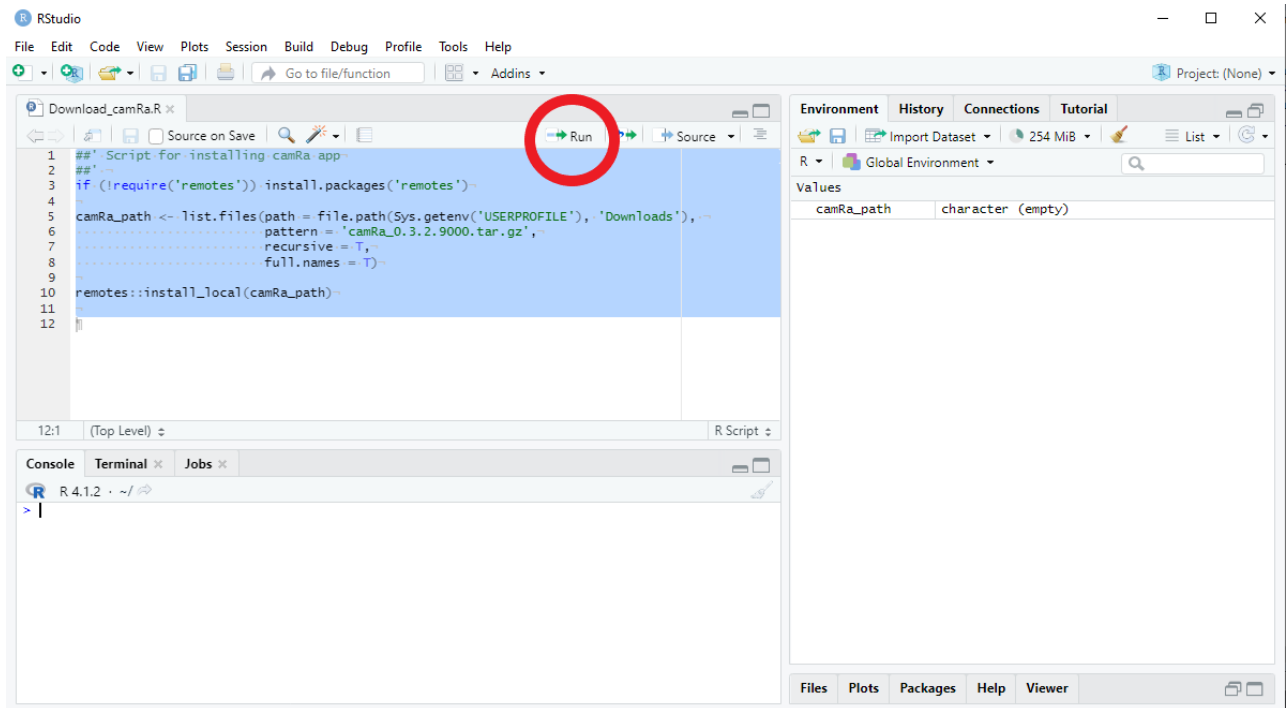 RStudio
File Edit Code View Plots Session Build Debug Profile Tools Help
Go to file/function Addins Project: (None)
Download_camRa.R
Source on Save Run Source
1 ##' Script for installing camRa app
2 ##'
3 if (!require('remotes')) install.packages('remotes')
4
5 camRa_path <- list.files(path = file.path(Sys.getenv('USERPROFILE'), 'Downloads'),
6 pattern = 'camRa_0.3.2.9000.tar.gz',
7 recursive = T,
8 full.names = T)
9
10 remotes::install_local(camRa_path)
11
12
12:1 (Top Level) R Script
Console Terminal Jobs
R 4.1.2 · ~/
>
Environment History Connections Tutorial
Import Dataset 254 MiB List
R Global Environment
Values
camRa_path character (empty)
Files Plots Packages Help Viewer